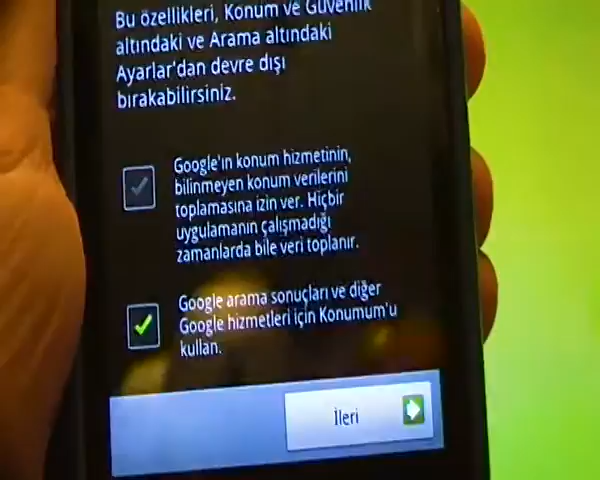 Bu özellikleri, Konum ve Güvenlik
altındaki ve Arama altındaki
Ayarlar'dan devre dışı
bırakabilirsiniz.
Google'ın konum hizmetinin,
bilinmeyen konum verilerini
toplamasına izin ver. Hiçbir
uygulamanın çalışmadığı
zamanlarda bile veri toplanır.
Google arama sonuçları ve diğer
Google hizmetleri için Konumum'u
kullan.
İleri